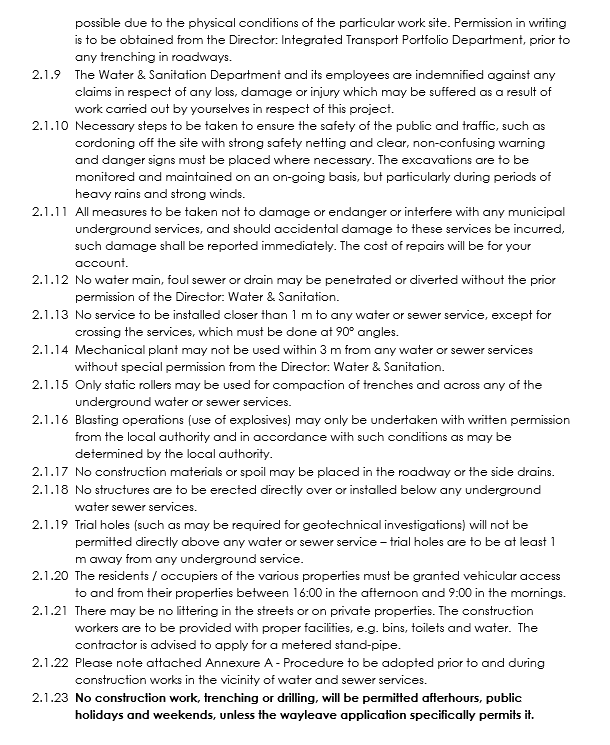 possible due to the physical conditions of the particular work site. Permission in writing
is to be obtained from the Director: Integrated Transport Portfolio Department, prior to
any trenching in roadways.
2.1.9 The Water & Sanitation Department and its employees are indemnified against any
claims in respect of any loss, damage or injury which may be suffered as a result of
work carried out by yourselves in respect of this project.
2.1.10 Necessary steps to be taken to ensure the safety of the public and traffic, such as
cordoning off the site with strong safety netting and clear, non-confusing warning
and danger signs must be placed where necessary. The excavations are to be
monitored and maintained on an on-going basis, but particularly during periods of
heavy rains and strong winds.
2.1.11 All measures to be taken not to damage or endanger or interfere with any municipal
underground services, and should accidental damage to these services be incurred,
such damage shall be reported immediately. The cost of repairs will be for your
account.
2.1.12 No water main, foul sewer or drain may be penetrated or diverted without the prior
permission of the Director: Water & Sanitation.
2.1.13 No service to be installed closer than 1 m to any water or sewer service, except for
crossing the services, which must be done at 90° angles.
2.1.14 Mechanical plant may not be used within 3 m from any water or sewer services
without special permission from the Director: Water & Sanitation.
2.1.15 Only static rollers may be used for compaction of trenches and across any of the
underground water or sewer services.
2.1.16 Blasting operations (use of explosives) may only be undertaken with written permission
from the local authority and in accordance with such conditions as may be
determined by the local authority.
2.1.17 No construction materials or spoil may be placed in the roadway or the side drains.
2.1.18 No structures are to be erected directly over or installed below any underground
water sewer services.
2.1.19 Trial holes (such as may be required for geotechnical investigations) will not be
permitted directly above any water or sewer service – trial holes are to be at least 1
m away from any underground service.
2.1.20 The residents / occupiers of the various properties must be granted vehicular access
to and from their properties between 16:00 in the afternoon and 9:00 in the mornings.
2.1.21 There may be no littering in the streets or on private properties. The construction
workers are to be provided with proper facilities, e.g. bins, toilets and water. The
contractor is advised to apply for a metered stand-pipe.
2.1.22 Please note attached Annexure A - Procedure to be adopted prior to and during
construction works in the vicinity of water and sewer services.
2.1.23 No construction work, trenching or drilling, will be permitted afterhours, public
holidays and weekends, unless the wayleave application specifically permits it.